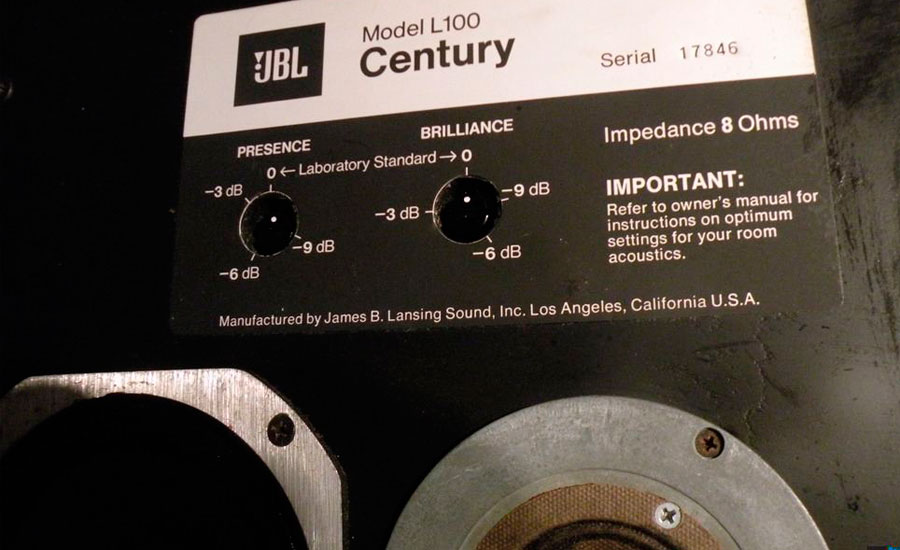 JBL
Model L100
Century
Serial 17846
PRESENCE
BRILLIANCE
0 ← Laboratory Standard → 0
-3 dB
-9 dB
-6 dB
-9 dB
-3 dB
-6 dB
Impedance 8 Ohms
IMPORTANT:
Refer to owner's manual for
instructions on optimum
settings for your room
acoustics.
Manufactured by James B. Lansing Sound, Inc. Los Angeles, California U.S.A.